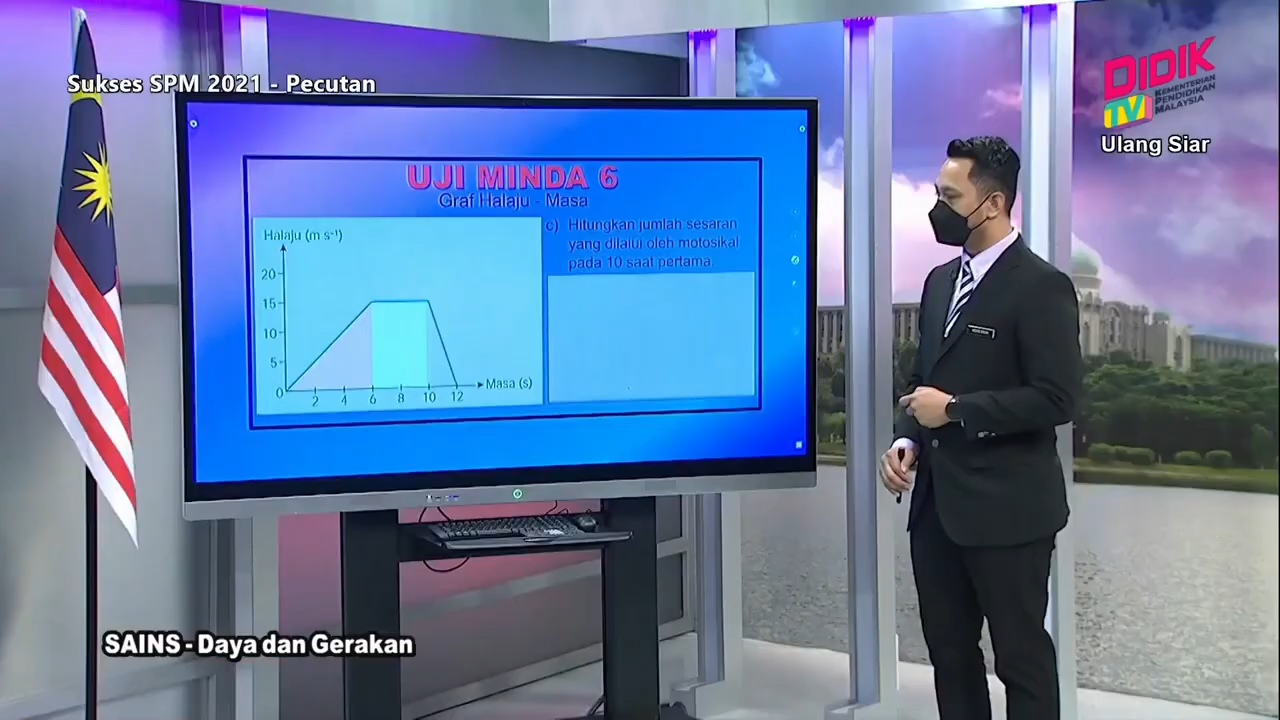 Sukses SPM 2021 - Pecutan
DIDIK
TV
KEMENTERIAN
PENDIDIKAN
MALAYSIA
Ulang Siar
UJI MINDA 6
Graf Halaju - Masa
Halaju (m s⁻¹)
20
15
10
5
0
2 4 6 8 10 12
Masa (s)
c) Hitungkan jumlah sesaran
yang dilalui oleh motosikal
pada 10 saat pertama.
SAINS - Daya dan Gerakan